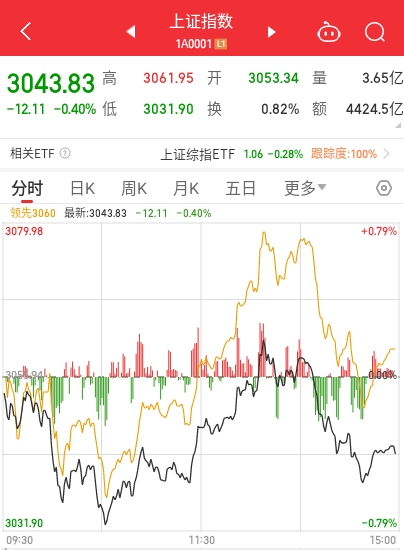 上证指数
1A0001 L1
3043.83 高 3061.95 开 3053.34 量 3.65亿
-12.11 -0.40% 低 3031.90 换 0.82% 额 4424.5亿
相关ETF ? 上证综指ETF 1.06 -0.28% 跟踪度:100%
分时 日K 周K 月K 五日 更多
领先3060 最新:3043.83 -12.11 -0.40%
3079.98 +0.79%
3055.94 0.00%
3031.90 -0.79%
09:30 11:30 15:00